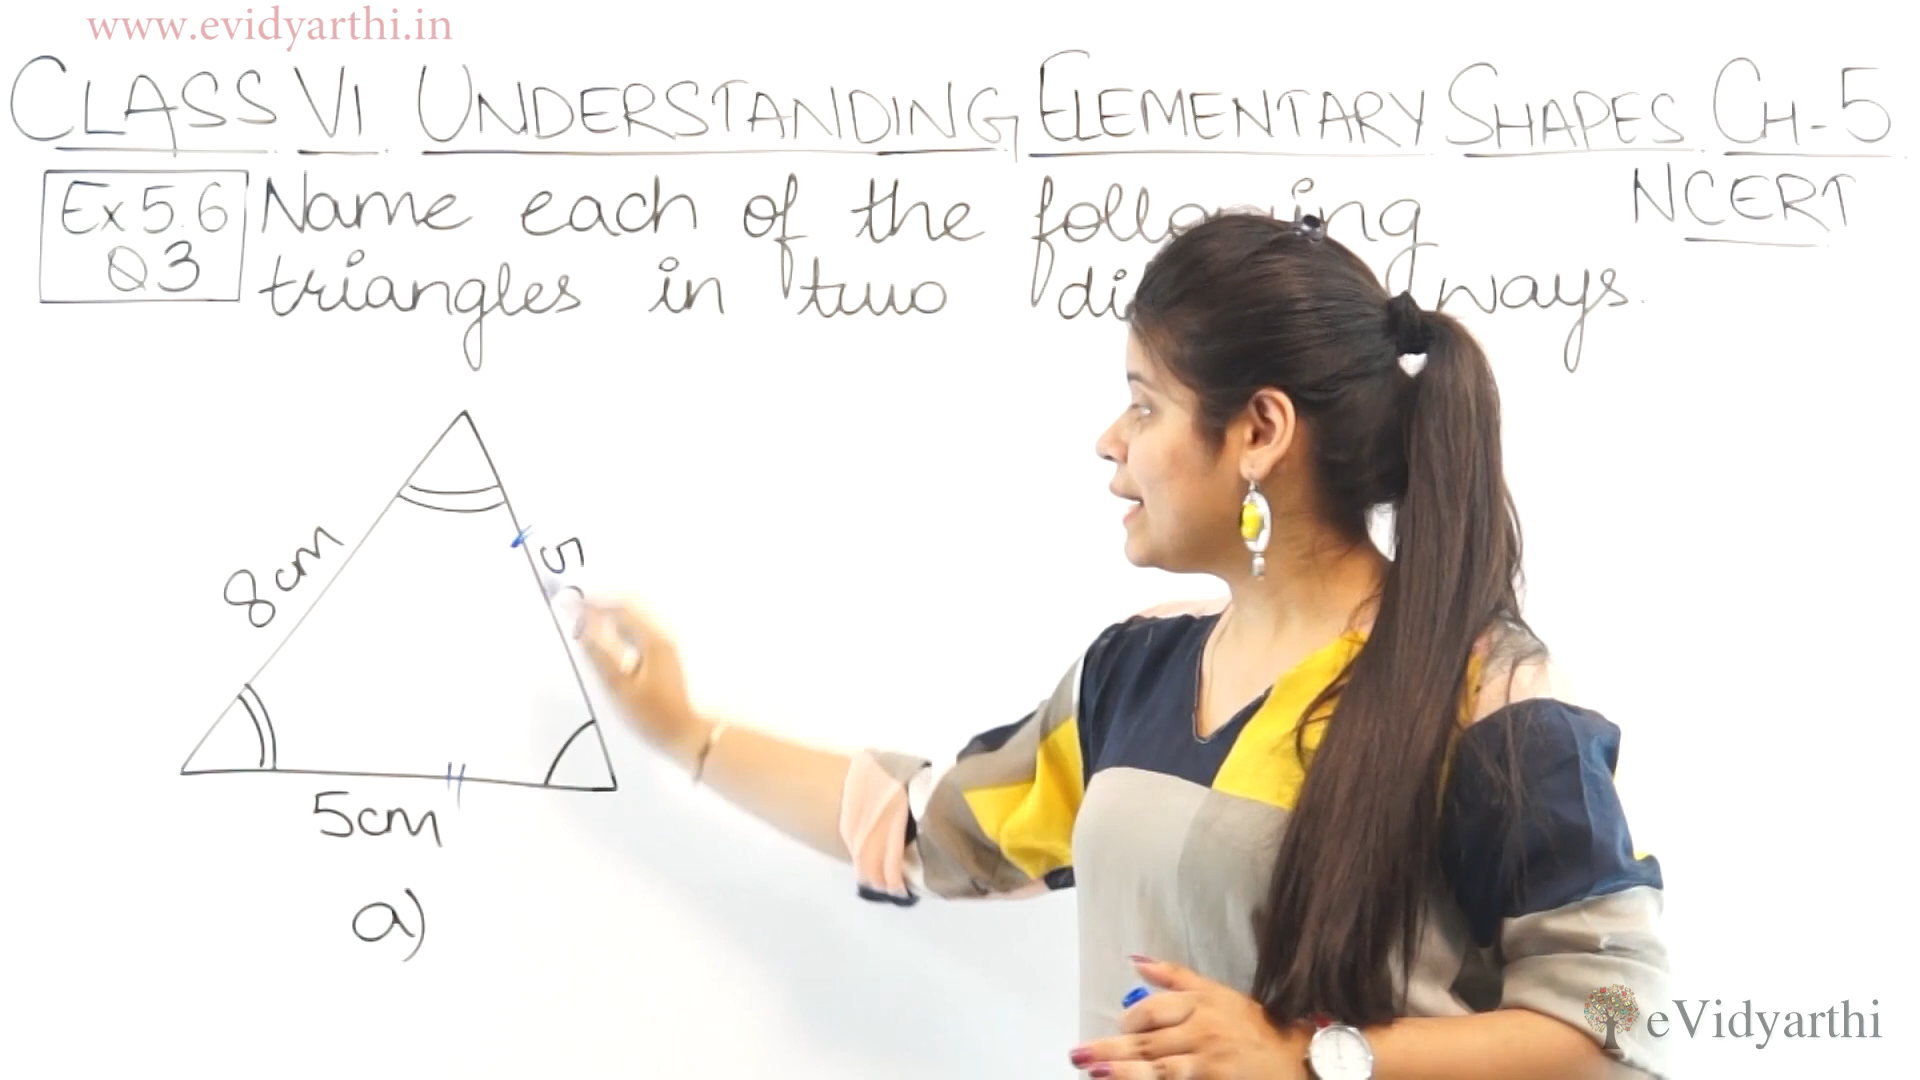 www.evidyarthi.in
CLASS VI UNDERSTANDING ELEMENTARY SHAPES CH-5
Ex 5.6 Name each of the following NCERT
Q3 triangles in two ways.
8cm
5
5cm
a)
eVidyarthi